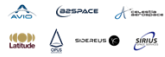 AVIO
B2SPACE
CELESTIA
AEROSPACE
Latitude
OPUS
SIDEREUS
SIRIUS